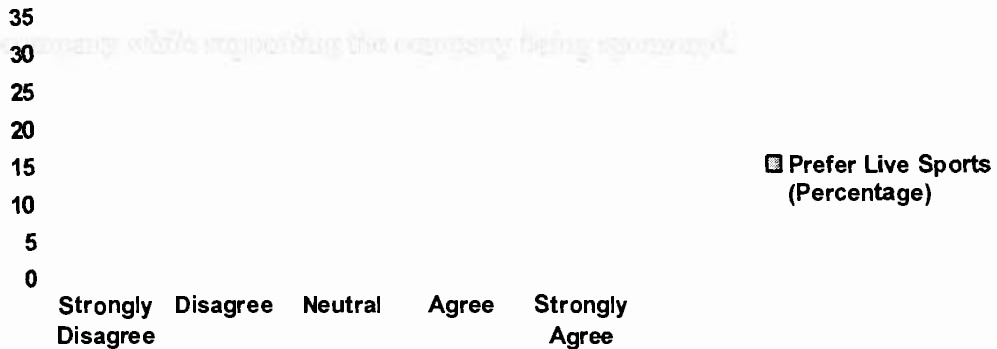 35
company while supporting the company being sponsored.
30
25
20
15
10
5
0
Prefer Live Sports
(Percentage)
Strongly Disagree Neutral Agree Strongly
Disagree Agree